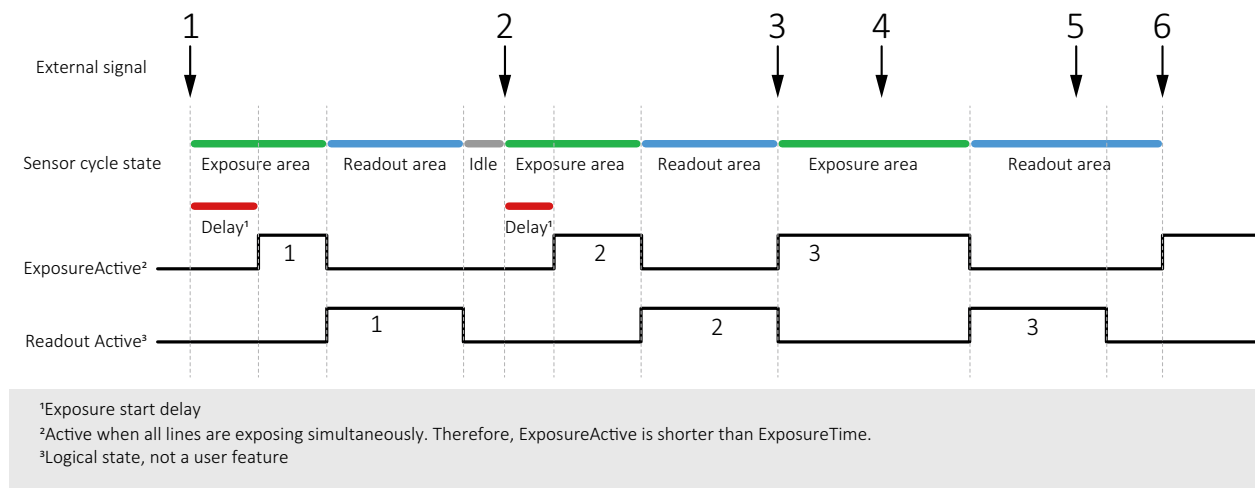 1 2 3 4 5 6
External signal
Sensor cycle state
Exposure area Readout area Idle Exposure area Readout area Exposure area Readout area
Delay¹ Delay¹
ExposureActive² 1 2 3
Readout Active³ 1 2 3
¹Exposure start delay
²Active when all lines are exposing simultaneously. Therefore, ExposureActive is shorter than ExposureTime.
³Logical state, not a user feature